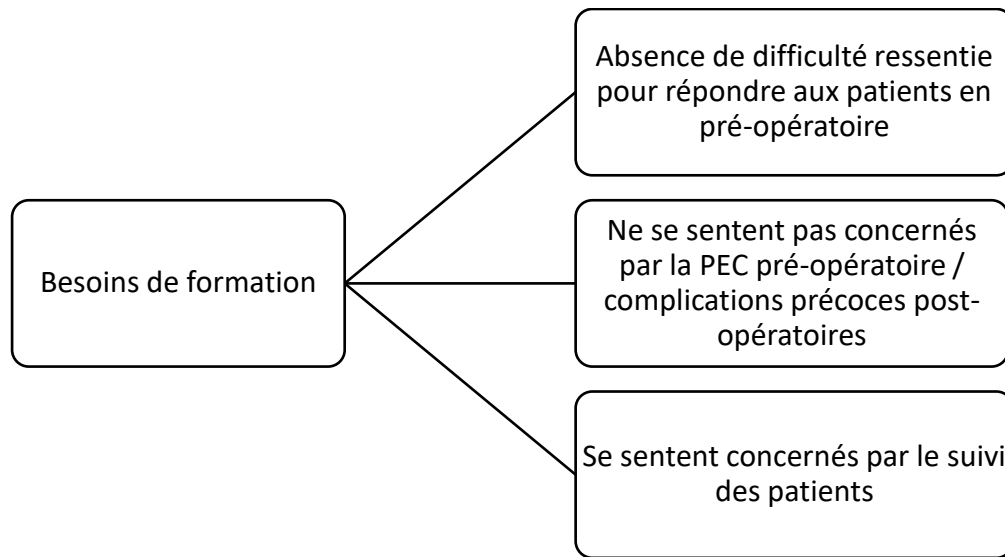 Besoins de formation
Absence de difficulté ressentie
pour répondre aux patients en
pré-opératoire
Ne se sentent pas concernés
par la PEC pré-opératoire /
complications précoces post-
opératoires
Se sentent concernés par le suivi
des patients